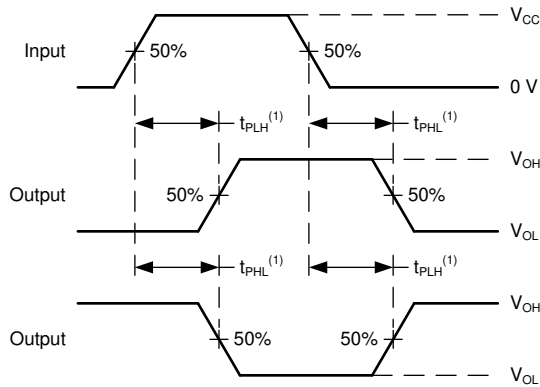 V_CC
Input 50% 50%
0 V
t_PLH^(1) t_PHL^(1)
V_OH
Output 50% 50%
V_OL
t_PHL^(1) t_PLH^(1)
V_OH
Output 50% 50%
V_OL